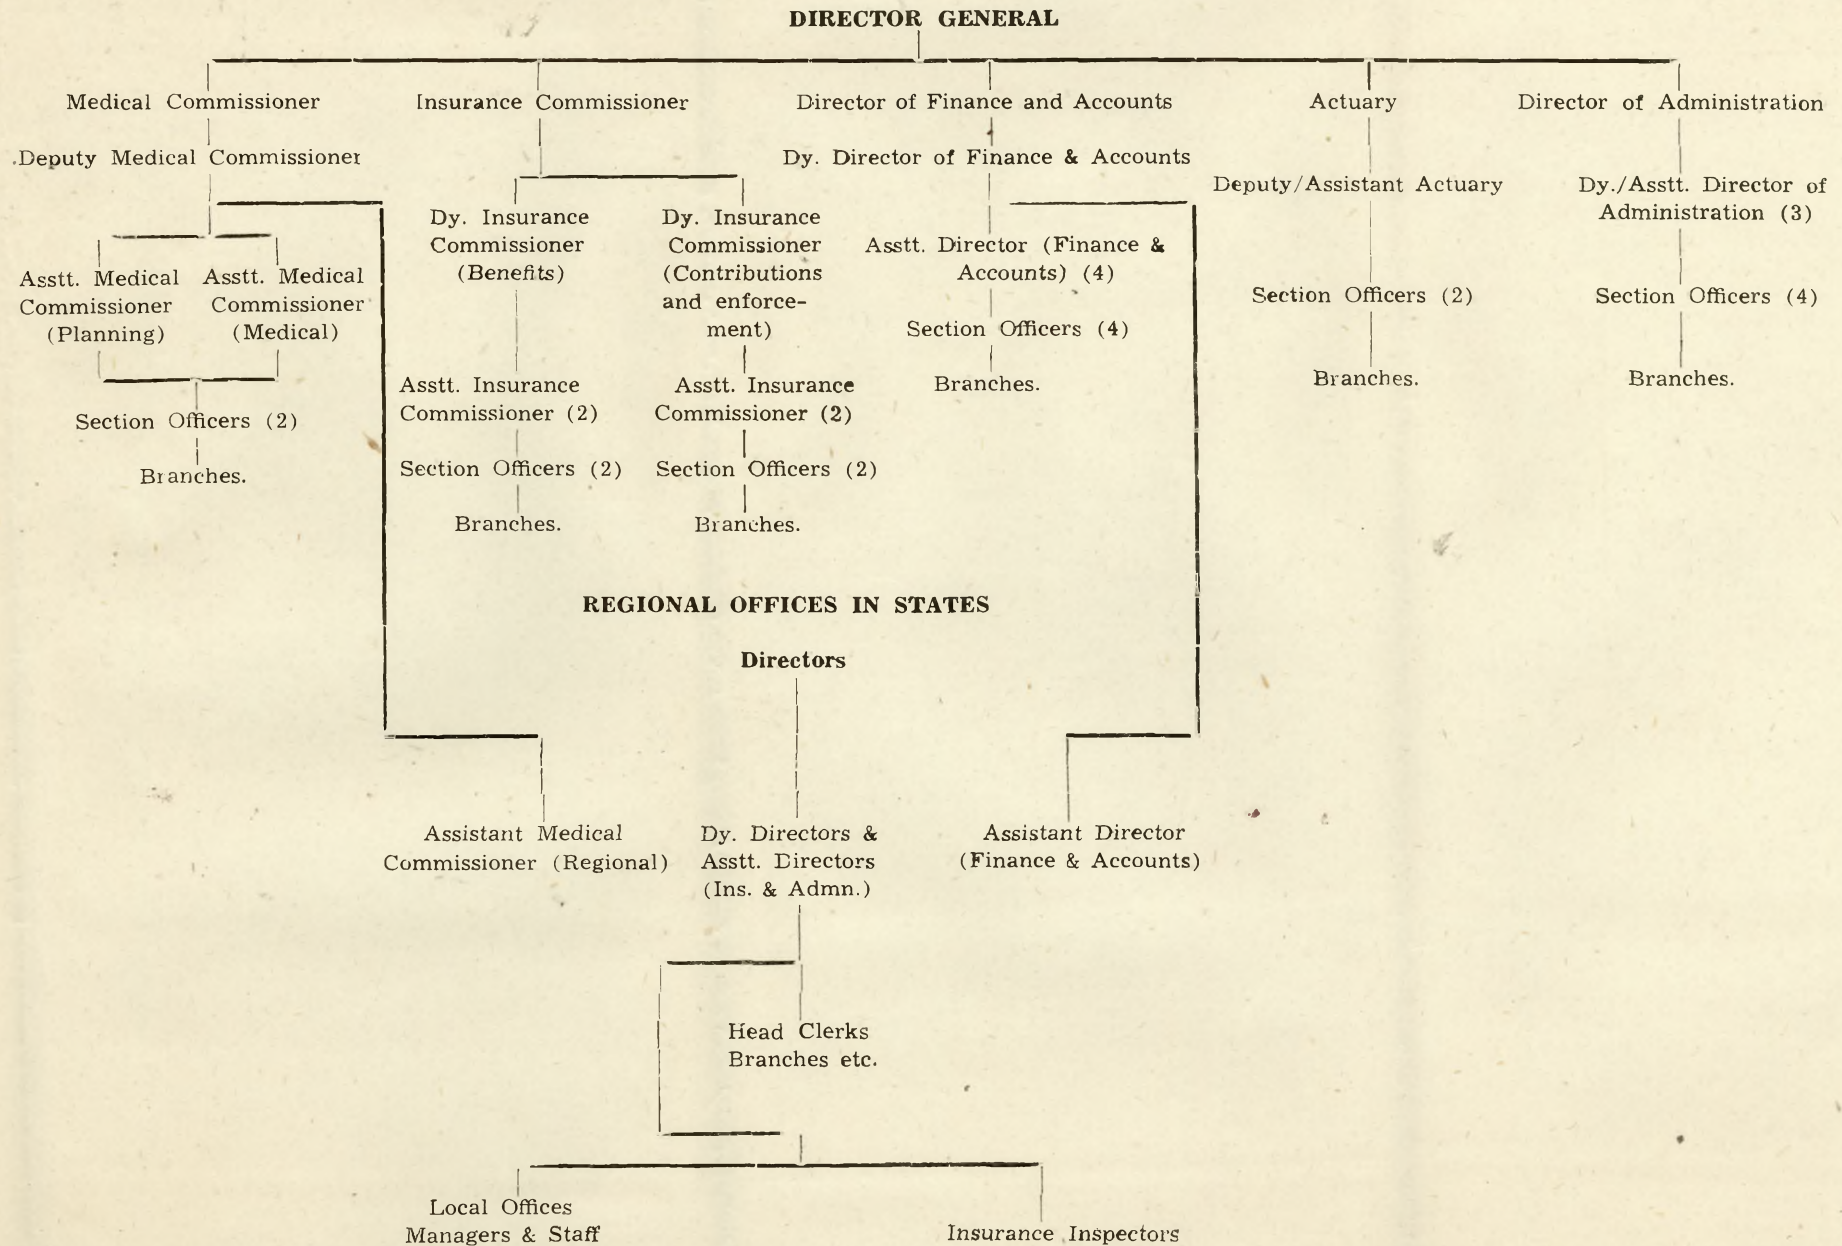 DIRECTOR GENERAL
Medical Commissioner
Insurance Commissioner
Director of Finance and Accounts
Actuary
Director of Administration
Deputy Medical Commissioner
Dy. Director of Finance & Accounts
Deputy/Assistant Actuary
Dy./Asstt. Director of
Administration (3)
Asstt. Medical
Commissioner
(Planning)
Asstt. Medical
Commissioner
(Medical)
Section Officers (2)
Branches.
Dy. Insurance
Commissioner
(Benefits)
Asstt. Insurance
Commissioner (2)
Section Officers (2)
Branches.
Dy. Insurance
Commissioner
(Contributions
and enforce-
ment)
Asstt. Insurance
Commissioner (2)
Section Officers (2)
Branches.
Asstt. Director (Finance &
Accounts) (4)
Section Officers (4)
Branches.
Section Officers (2)
Branches.
Section Officers (4)
Branches.
REGIONAL OFFICES IN STATES
Directors
Assistant Medical
Commissioner (Regional)
Dy. Directors &
Asstt. Directors
(Ins. & Admn.)
Assistant Director
(Finance & Accounts)
Head Clerks
Branches etc.
Local Offices
Managers & Staff
Insurance Inspectors